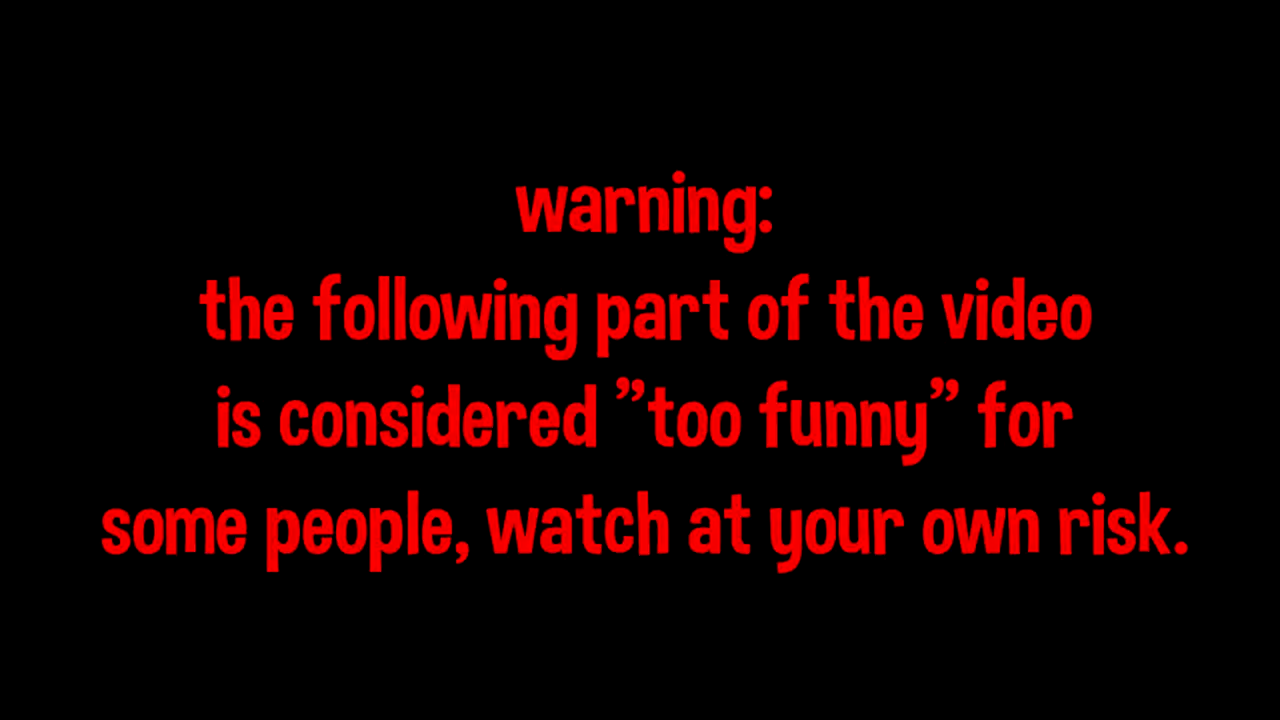 warning:
the following part of the video
is considered ”too funny” for
some people, watch at your own risk.